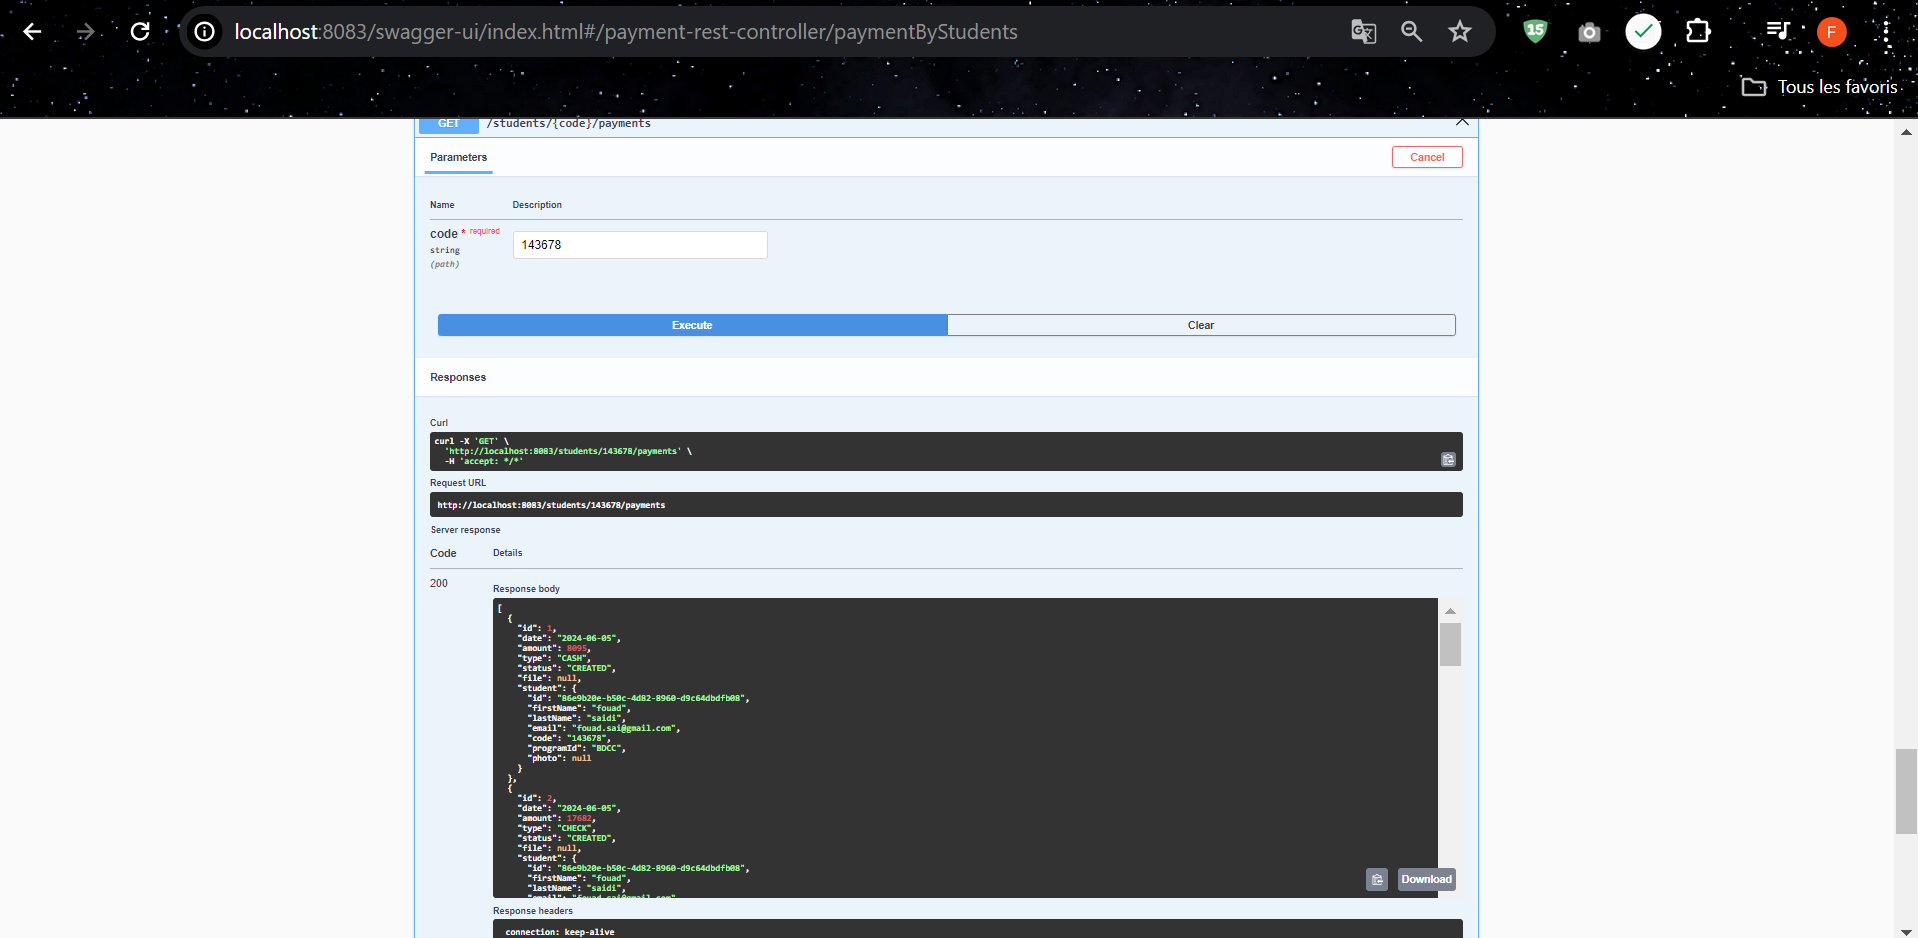 localhost:8083/swagger-ui/index.html#/payment-rest-controller/paymentByStudents
15
F
Tous les favoris
GET /students/{code}/payments
Parameters
Cancel
Name Description
code * required
string
(path)
143678
Execute Clear
Responses
Curl
curl -X 'GET' \
'http://localhost:8083/students/143678/payments' \
-H 'accept: */*'
Request URL
http://localhost:8083/students/143678/payments
Server response
Code Details
200
Response body
[
{
"id": 1,
"date": "2024-06-05",
"amount": 8095,
"type": "CASH",
"status": "CREATED",
"file": null,
"student": {
"id": "86e9b20e-b50c-4d82-8960-d9c64dbdfb08",
"firstName": "fouad",
"lastName": "saidi",
"email": "fouad.sai@gmail.com",
"code": "143678",
"programId": "BDCC",
"photo": null
}
},
{
"id": 2,
"date": "2024-06-05",
"amount": 17682,
"type": "CHECK",
"status": "CREATED",
"file": null,
"student": {
"id": "86e9b20e-b50c-4d82-8960-d9c64dbdfb08",
"firstName": "fouad",
"lastName": "saidi",
"email": "fouad.sai@gmail.com",
Download
Response headers
connection: keep-alive